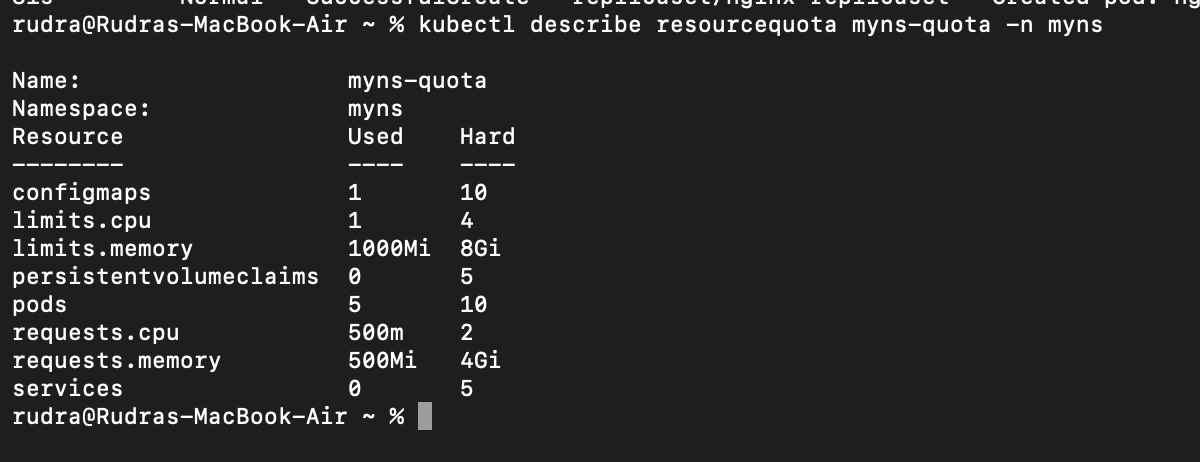 rudra@Rudras-MacBook-Air ~ % kubectl describe resourcequota myns-quota -n myns
Name:                   myns-quota
Namespace:              myns
Resource                Used    Hard
--------                ----    ----
configmaps              1       10
limits.cpu              1       4
limits.memory           1000Mi  8Gi
persistentvolumeclaims  0       5
pods                    5       10
requests.cpu            500m    2
requests.memory         500Mi   4Gi
services                0       5
rudra@Rudras-MacBook-Air ~ %